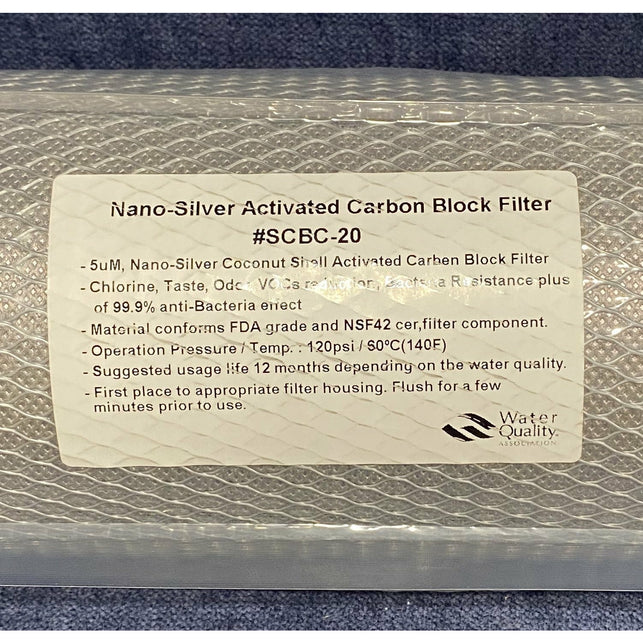 Nano-Silver Activated Carbon Block Filter
#SCBC-20
- 5uM, Nano-Silver Coconut Shell Activated Carben Block Filter
- Chlorine, Taste, VOCs reduction, Resistance plus
of 99.9% anti-Bacteria effect
- Material conforms FDA grade and NSF42 cer,filter component.
- Operation Pressure / Temp. : 120psi / 60ºC(140F)
- Suggested usage life 12 months depending on the water quality.
- First place to appropriate filter housing. Flush for a few
minutes prior to use.
Water
Quality
ASSOCIATION